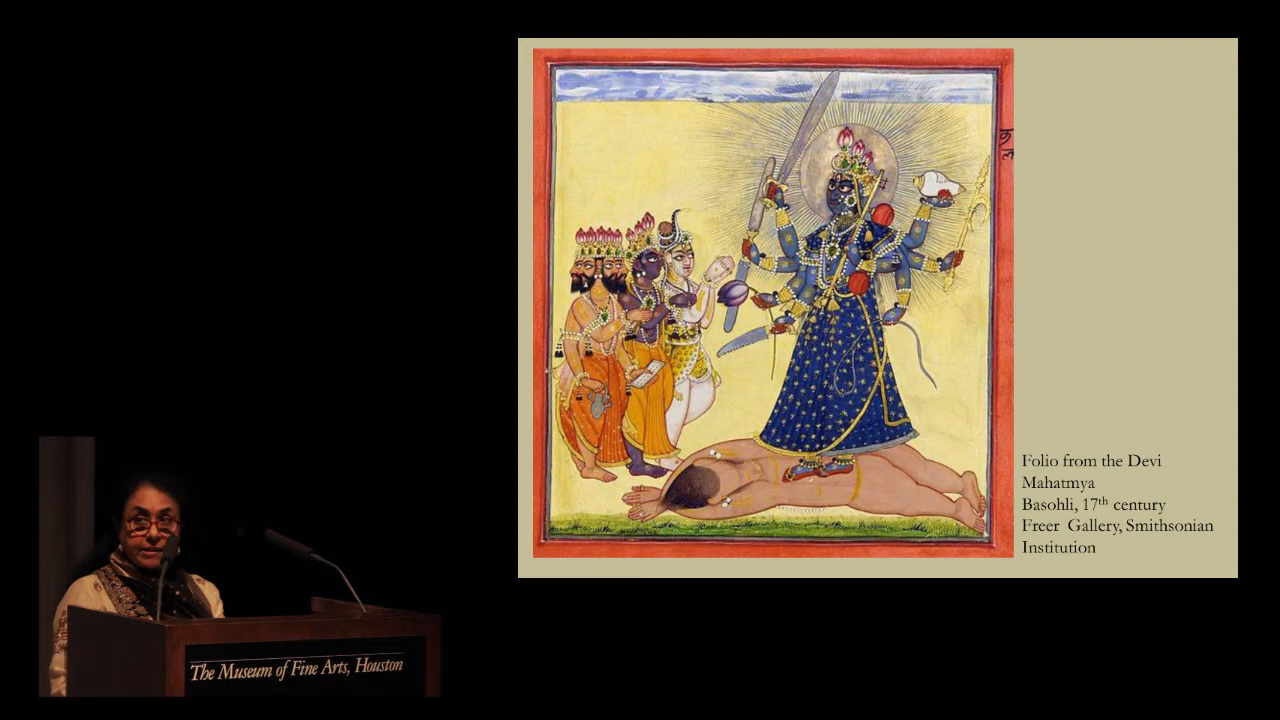 Folio from the Devi
Mahatmya
Basohli, 17th century
Freer Gallery, Smithsonian
Institution
The Museum of Fine Arts, Houston